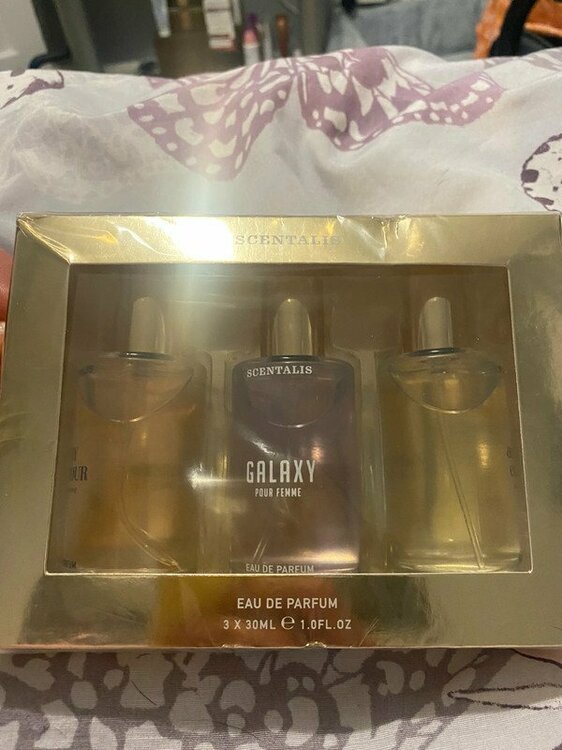 SCENTALIS
SCENTALIS
GALAXY
POUR FEMME
EAU DE PARFUM
EAU DE PARFUM
3 X 30ML ℮ 1.0FL.OZ